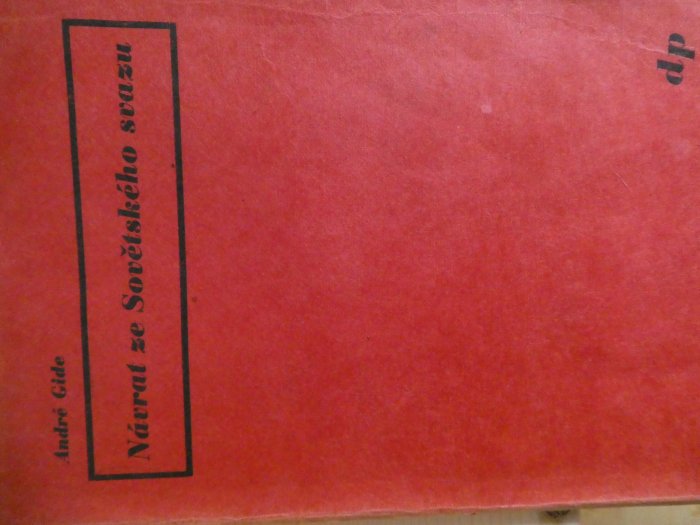 André Gide
Návrat ze Sovětského svazu
dp